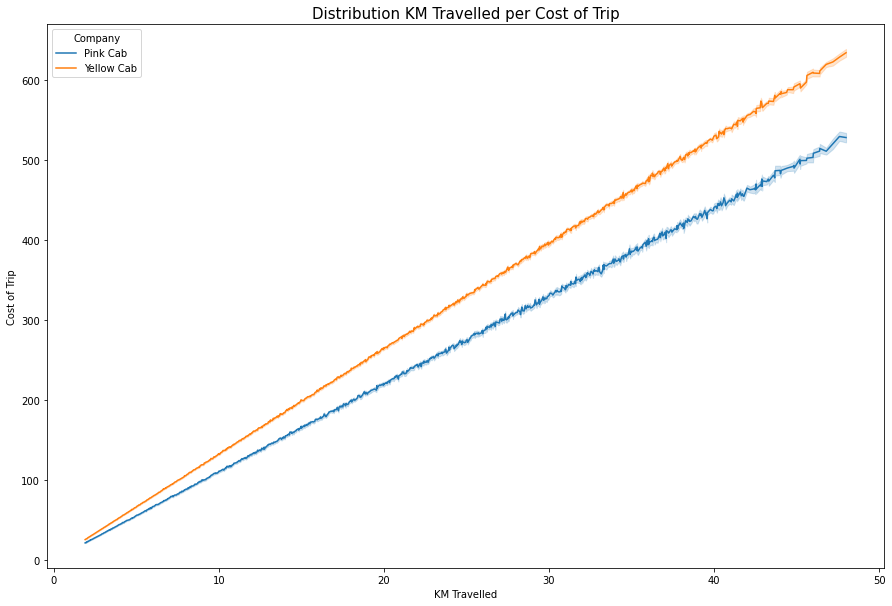 Distribution KM Travelled per Cost of Trip
Company
Pink Cab
Yellow Cab
600
500
400
300
200
100
0
Cost of Trip
0 10 20 30 40 50
KM Travelled